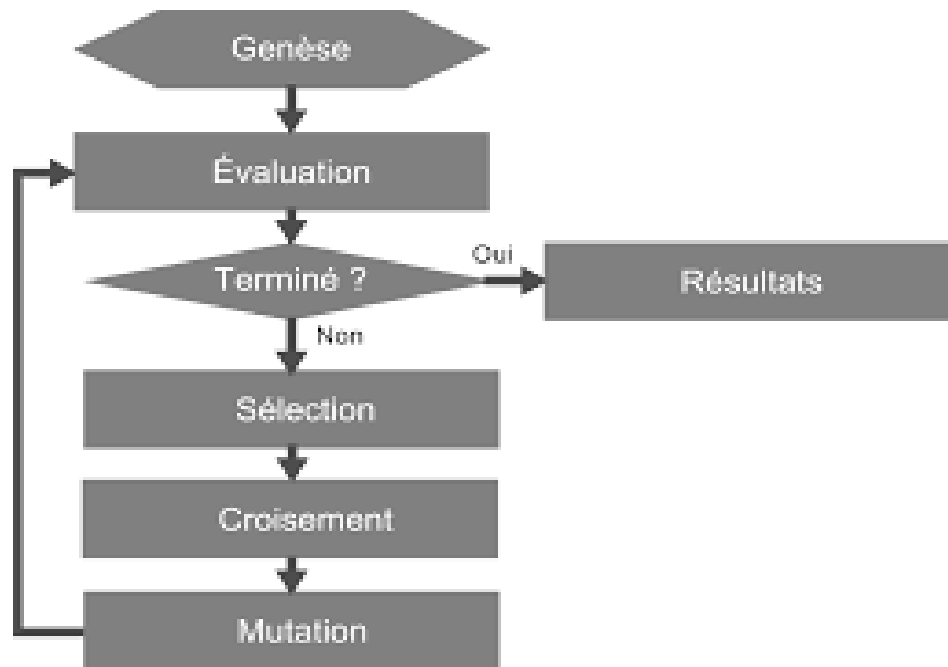 Genèse
Évaluation
Terminé ?
Oui
Résultats
Non
Sélection
Croisement
Mutation